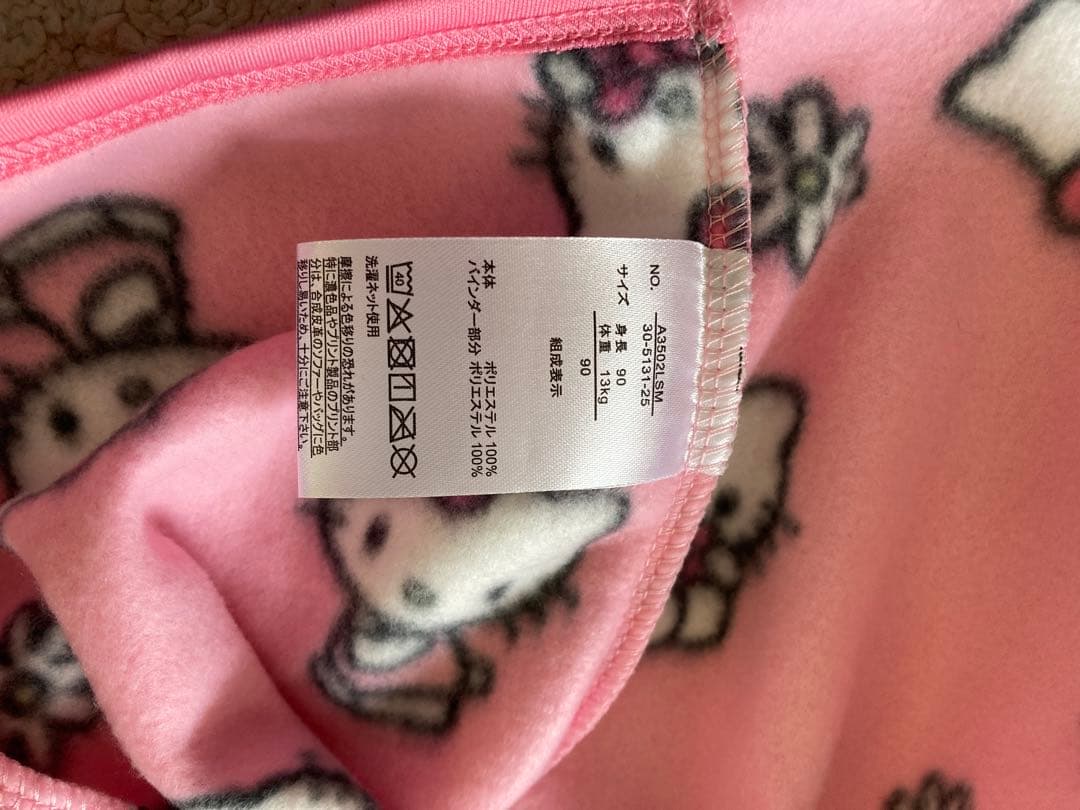 NO. A3502LSM
30-5131-25
サイズ 身長 90
体重 13kg
90
組成表示
本体 ポリエステル 100%
バインダー部分 ポリエステル 100%
40
洗濯ネット使用
摩擦による色移りの恐れがあります。
特に濃色品やプリント製品のプリント部
分は、合成皮革のソファーやバッグに色
移りし易いため、十分にご注意下さい。